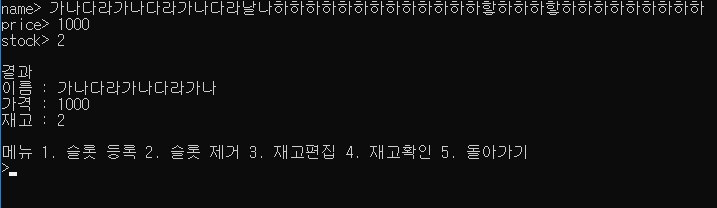 name> 가나다라가나다라가나다라날나하하하하하하하하하하하하하핳하하하핳하하하하하하하하하
price> 1000
stock> 2
결과
이름 : 가나다라가나다라가나
가격 : 1000
재고 : 2
메뉴 1. 슬롯 등록 2. 슬롯 제거 3. 재고편집 4. 재고확인 5. 돌아가기
>